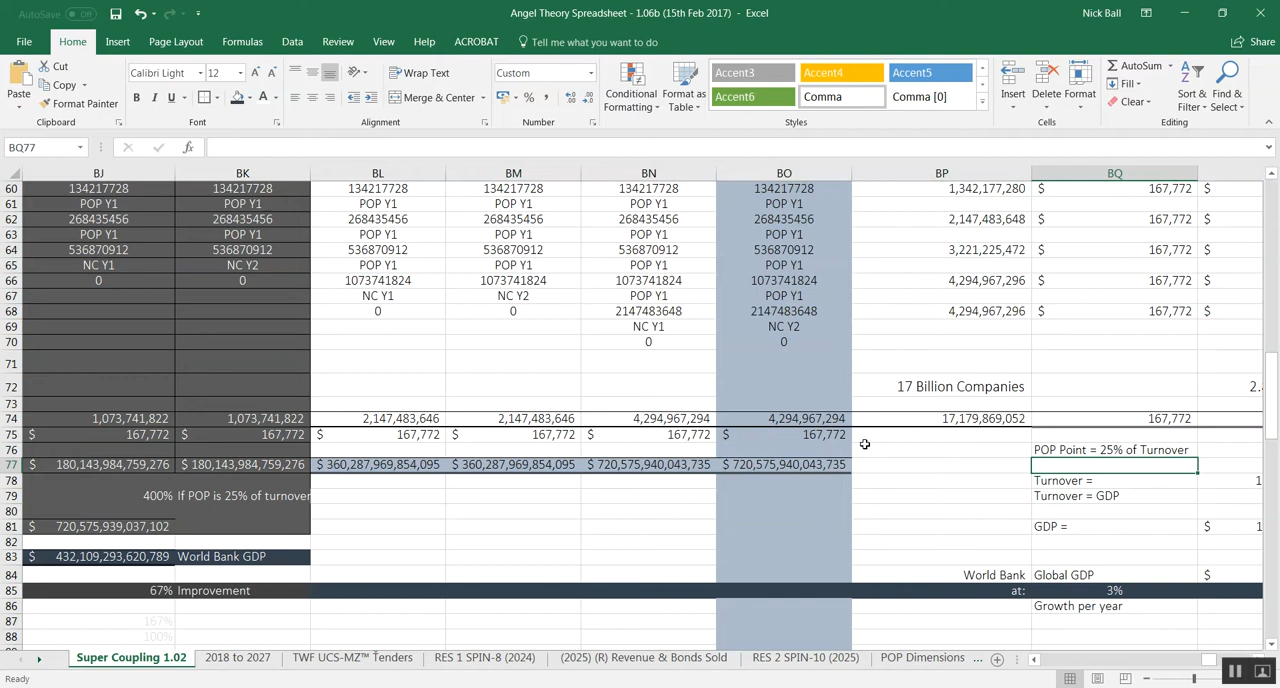 AutoSave Off
Angel Theory Spreadsheet - 1.06b (15th Feb 2017) - Excel
Nick Ball
File Home Insert Page Layout Formulas Data Review View Help ACROBAT Tell me what you want to do Share
Paste Cut Copy Format Painter Clipboard
Calibri Light 12 Font
Wrap Text Merge & Center Alignment
Custom Number
Conditional Formatting Format as Table
Accent3 Accent4 Accent5
Accent6 Comma Comma [0]
Styles
Insert Delete Format Cells
AutoSum Fill Clear Sort & Filter Find & Select Editing
BQ77 fx
BJ BK BL BM BN BO BP BQ
60 134217728 134217728 134217728 134217728 134217728 134217728 1,342,177,280 $ 167,772 $
61 POP Y1 POP Y1 POP Y1 POP Y1 POP Y1 POP Y1
62 268435456 268435456 268435456 268435456 268435456 268435456 2,147,483,648 $ 167,772 $
63 POP Y1 POP Y1 POP Y1 POP Y1 POP Y1 POP Y1
64 536870912 536870912 536870912 536870912 536870912 536870912 3,221,225,472 $ 167,772 $
65 NC Y1 NC Y2 POP Y1 POP Y1 POP Y1 POP Y1
66 0 0 1073741824 1073741824 1073741824 1073741824 4,294,967,296 $ 167,772 $
67 NC Y1 NC Y2 POP Y1 POP Y1
68 0 0 2147483648 2147483648 4,294,967,296 $ 167,772 $
69 NC Y1 NC Y2
70 0 0
71
72 17 Billion Companies 2.
73
74 1,073,741,822 1,073,741,822 2,147,483,646 2,147,483,646 4,294,967,294 4,294,967,294 17,179,869,052 167,772
75 $ 167,772 $ 167,772 $ 167,772 $ 167,772 $ 167,772 $ 167,772
76 POP Point = 25% of Turnover
77 $ 180,143,984,759,276 $ 180,143,984,759,276 $ 360,287,969,854,095 $ 360,287,969,854,095 $ 720,575,940,043,735 $ 720,575,940,043,735
78 Turnover = 1
79 400% If POP is 25% of turnover Turnover = GDP
80
81 $ 720,575,939,037,102 GDP = $ 1
82
83 $ 432,109,293,620,789 World Bank GDP
84 World Bank Global GDP $
85 67% Improvement at: 3%
86 Growth per year
87 167%
88 100%
Super Coupling 1.02 2018 to 2027 TWF UCS-MZ™ Tenders RES 1 SPIN-8 (2024) (2025) (R) Revenue & Bonds Sold RES 2 SPIN-10 (2025) POP Dimensions ...
Ready